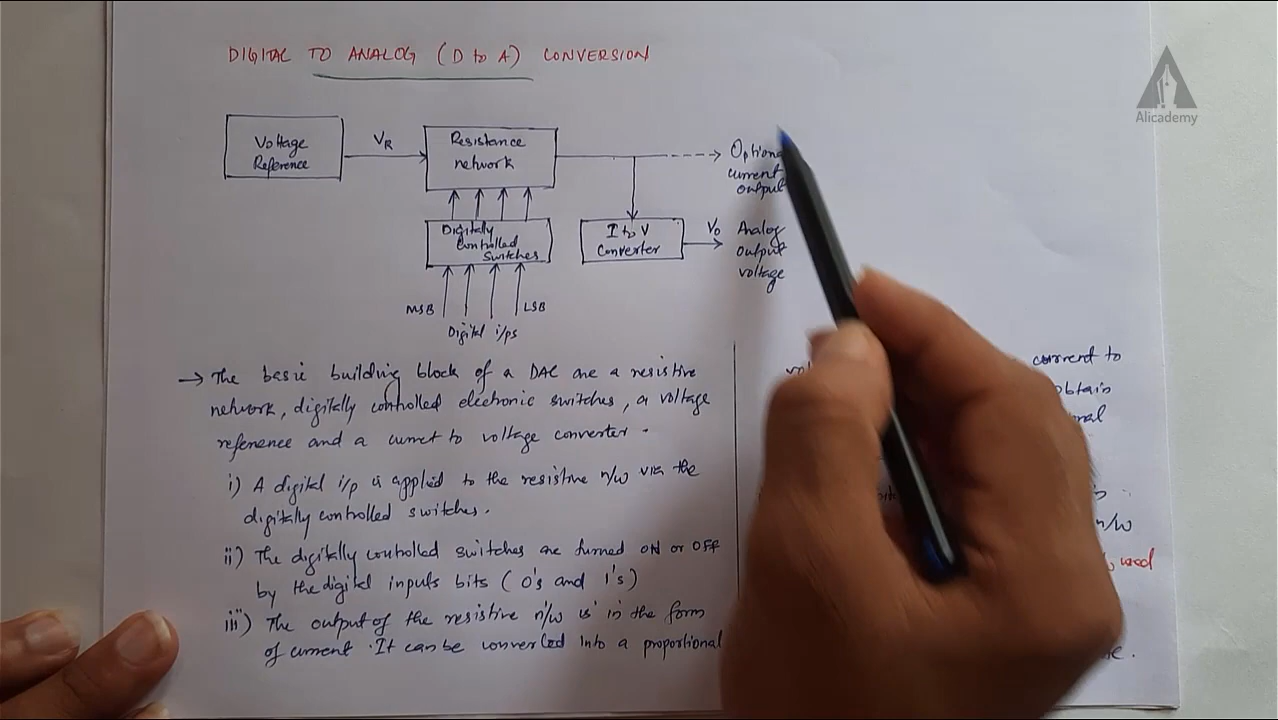 DIGITAL TO ANALOG ( D to A ) CONVERSION
Alicademy
Voltage
Reference
VR
Resistance
network
Optional
current
output
Digitally
Controlled
Switches
I to V
Converter
Vo
Analog
output
voltage
MSB
LSB
Digital i/ps
→ The basic building block of a DAC are a resistive
network, digitally controlled electronic switches, a voltage
reference and a curret to voltage converter.
i) A digital i/p is applied to the resistive n/w via the
digitally controlled switches.
ii) The digitally controlled switches are turned ON or OFF
by the digital inputs bits ( 0's and 1's )
iii) The output of the resistive n/w is in the form
of current . It can be converted into a proportional
current to
obtain
n/w
used